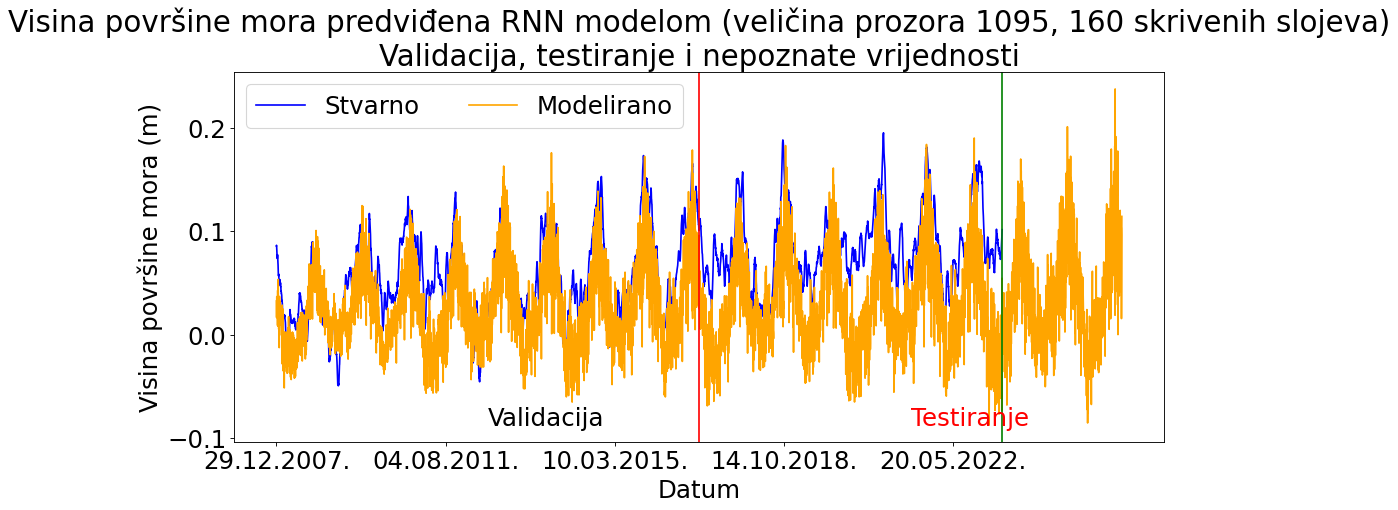 Visina površine mora predviđena RNN modelom (veličina prozora 1095, 160 skrivenih slojeva)
Validacija, testiranje i nepoznate vrijednosti
Stvarno
Modelirano
Visina površine mora (m)
0.2
0.1
0.0
−0.1
Validacija
Testiranje
29.12.2007.
04.08.2011.
10.03.2015.
14.10.2018.
20.05.2022.
Datum